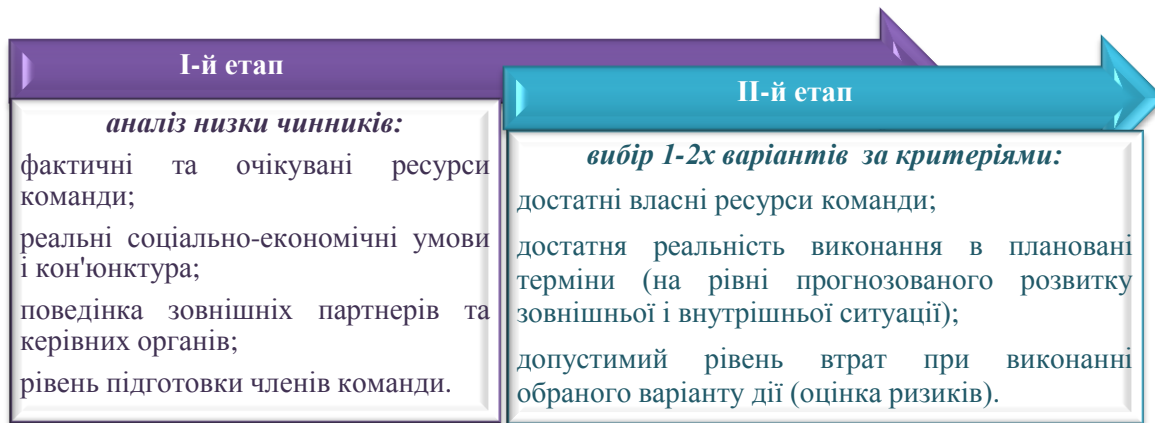 І-й етап
аналіз низки чинників:
фактичні та очікувані ресурси
команди;
реальні соціально-економічні умови
і кон'юнктура;
поведінка зовнішніх партнерів та
керівних органів;
рівень підготовки членів команди.
ІІ-й етап
вибір 1-2х варіантів за критеріями:
достатні власні ресурси команди;
достатня реальність виконання в плановані
терміни (на рівні прогнозованого розвитку
зовнішньої і внутрішньої ситуації);
допустимий рівень втрат при виконанні
обраного варіанту дії (оцінка ризиків).